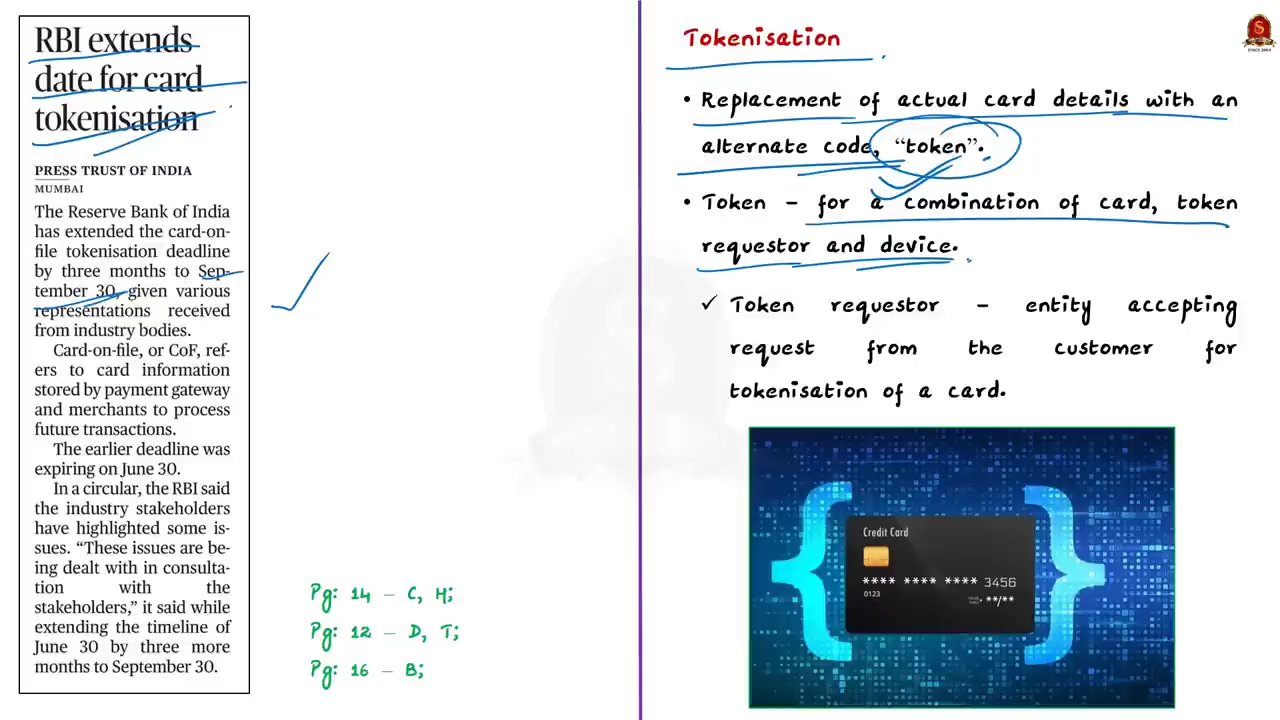 RBI extends
date for card
tokenisation
PRESS TRUST OF INDIA
MUMBAI
The Reserve Bank of India
has extended the card-on-
file tokenisation deadline
by three months to Sep-
tember 30, given various
representations received
from industry bodies.
Card-on-file, or CoF, ref-
ers to card information
stored by payment gateway
and merchants to process
future transactions.
The earlier deadline was
expiring on June 30.
In a circular, the RBI said
the industry stakeholders
have highlighted some is-
sues. “These issues are be-
ing dealt with in consulta-
tion with the
stakeholders,” it said while
extending the timeline of
June 30 by three more
months to September 30.
Pg: 14 – C, H;
Pg: 12 – D, T;
Pg: 16 – B;
Tokenisation
• Replacement of actual card details with an
alternate code, “token”.
• Token – for a combination of card, token
requestor and device.
✓ Token requestor – entity accepting
request from the customer for
tokenisation of a card.
Credit Card
**** **** **** 3456
0123
**/**
S
SINCE 2004